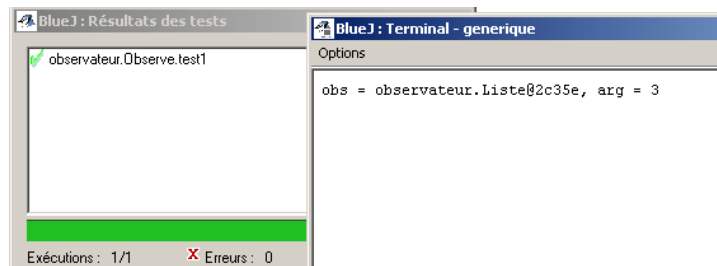 BlueJ : Résultats des tests
observateur.Observe.test1
Exécutions : 1/1 X Erreurs : 0
BlueJ : Terminal - generique
Options
obs = observateur.Liste@2c35e, arg = 3